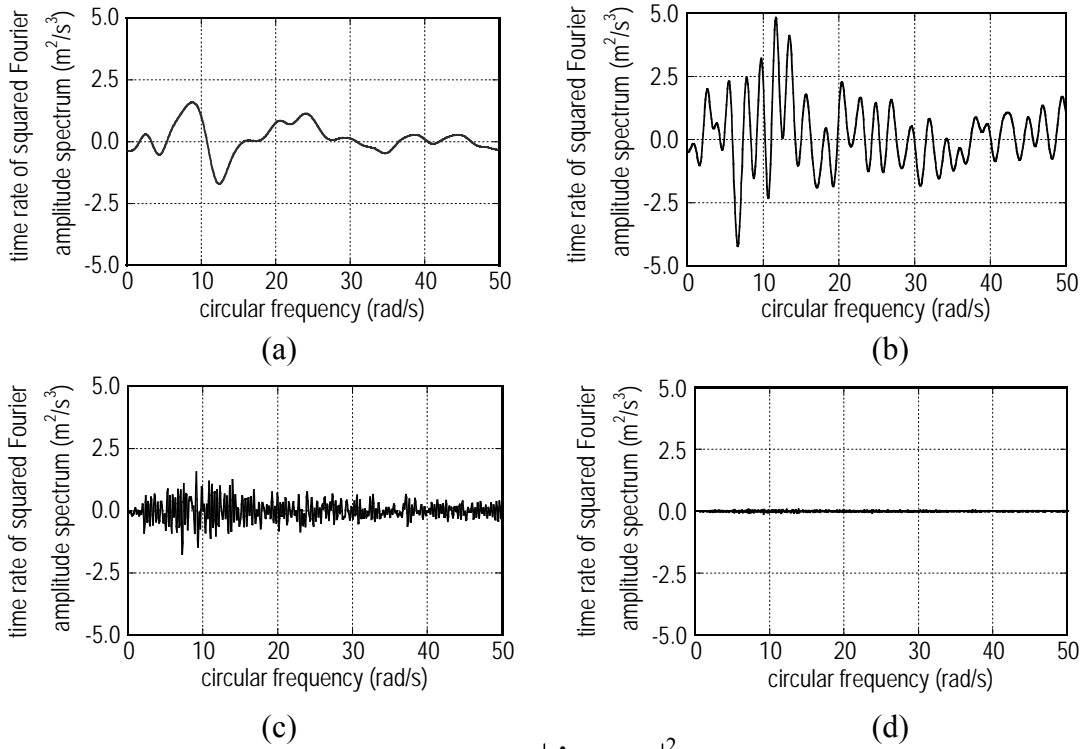 time rate of squared Fourier
amplitude spectrum (m²/s³)
5.0
2.5
0.0
-2.5
-5.0
0 10 20 30 40 50
circular frequency (rad/s)
(a)
time rate of squared Fourier
amplitude spectrum (m²/s³)
5.0
2.5
0.0
-2.5
-5.0
0 10 20 30 40 50
circular frequency (rad/s)
(b)
time rate of squared Fourier
amplitude spectrum (m²/s³)
5.0
2.5
0.0
-2.5
-5.0
0 10 20 30 40 50
circular frequency (rad/s)
(c)
time rate of squared Fourier
amplitude spectrum (m²/s³)
5.0
2.5
0.0
-2.5
-5.0
0 10 20 30 40 50
circular frequency (rad/s)
(d)
2